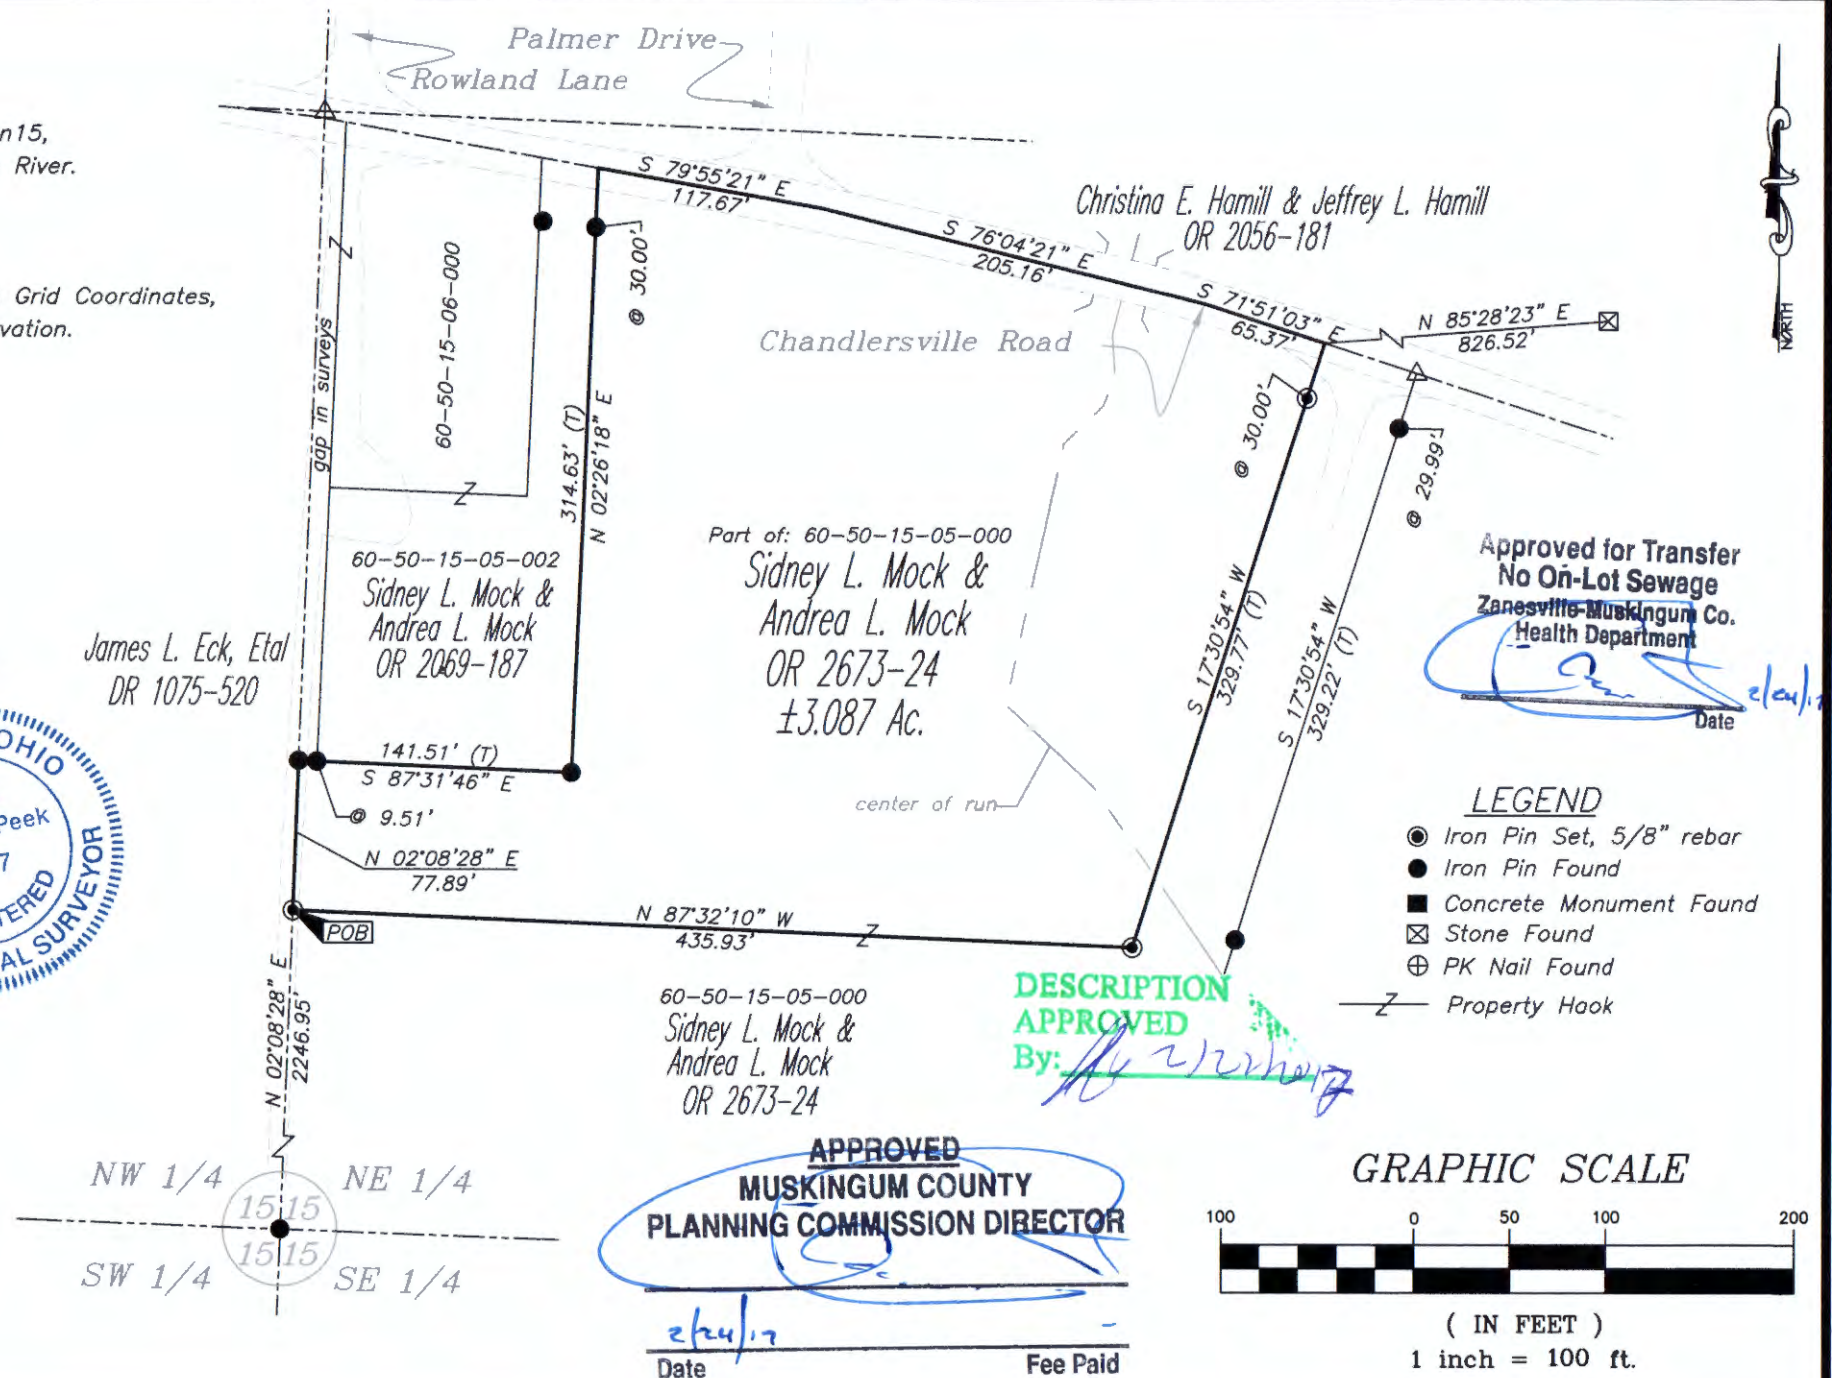 Palmer Drive
Rowland Lane
n15,
River.
Grid Coordinates,
vation.
S 79°55'21" E
117.67'
Christina E. Hamill & Jeffrey L. Hamill
OR 2056-181
S 76°04'21" E
205.16'
S 71°51'03" E
65.37'
N 85°28'23" E
826.52'
NORTH
Chandlersville Road
@ 30.00'
60-50-15-06-000
gap in surveys
314.63' (T)
N 02°26'18" E
@ 30.00'
@ 29.99'
Part of: 60-50-15-05-000
Sidney L. Mock &
Andrea L. Mock
OR 2673-24
±3.087 Ac.
60-50-15-05-002
Sidney L. Mock &
Andrea L. Mock
OR 2069-187
James L. Eck, Etal
DR 1075-520
S 17°30'54" W
329.77' (T)
S 17°30'54" W
329.22' (T)
Approved for Transfer
No On-Lot Sewage
Zanesville-Muskingum Co.
Health Department
Date
OHIO
Peek
7
TERED
AL SURVEYOR
141.51' (T)
S 87°31'46" E
@ 9.51'
N 02°08'28" E
77.89'
center of run
POB
N 87°32'10" W
435.93'
LEGEND
Iron Pin Set, 5/8" rebar
Iron Pin Found
Concrete Monument Found
Stone Found
PK Nail Found
Z Property Hook
N 02°08'28" E
2246.95'
60-50-15-05-000
Sidney L. Mock &
Andrea L. Mock
OR 2673-24
DESCRIPTION
APPROVED
By: 2/22/2017
APPROVED
MUSKINGUM COUNTY
PLANNING COMMISSION DIRECTOR
2/24/17 -
Date Fee Paid
NW 1/4 NE 1/4
15 15
15 15
SW 1/4 SE 1/4
GRAPHIC SCALE
100 0 50 100 200
( IN FEET )
1 inch = 100 ft.